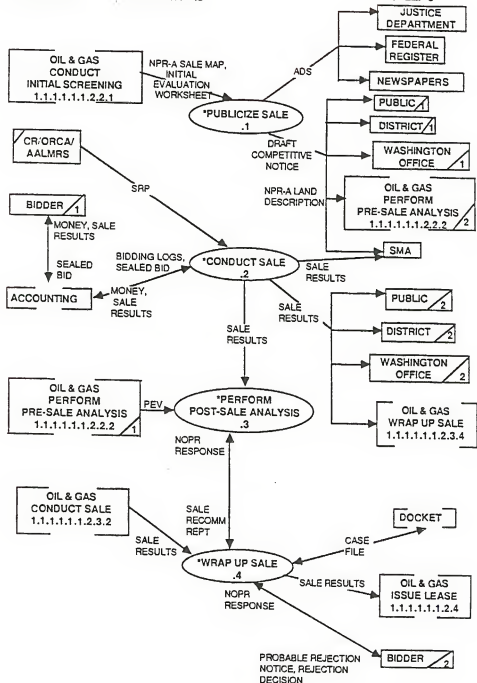 JUSTICE
DEPARTMENT
OIL & GAS
CONDUCT
INITIAL SCREENING
1.1.1.1.1.1.2.2.1
NPR-A SALE MAP,
INITIAL
EVALUATION
WORKSHEET
ADS
FEDERAL
REGISTER
NEWSPAPERS
*PUBLICIZE SALE
.1
PUBLIC 1
DISTRICT 1
DRAFT
COMPETITIVE
NOTICE
WASHINGTON
OFFICE 1
CR/ORCA/
AALMRS
SRP
NPR-A LAND
DESCRIPTION
OIL & GAS
PERFORM
PRE-SALE ANALYSIS
1.1.1.1.1.1.2.2.2 2
BIDDER 1
MONEY, SALE
RESULTS
SEALED
BID
ACCOUNTING
BIDDING LOGS,
SEALED BID
MONEY,
SALE
RESULTS
*CONDUCT SALE
.2
SALE
RESULTS
SMA
SALE
RESULTS
PUBLIC 2
DISTRICT 2
WASHINGTON
OFFICE 2
SALE
RESULTS
OIL & GAS
PERFORM
PRE-SALE ANALYSIS
1.1.1.1.1.1.2.2.2 1
PEV
*PERFORM
POST-SALE ANALYSIS
.3
OIL & GAS
WRAP UP SALE
1.1.1.1.1.1.2.3.4
NOPR
RESPONSE
OIL & GAS
CONDUCT SALE
1.1.1.1.1.1.2.3.2
SALE
RECOMM
REPT
SALE
RESULTS
DOCKET
CASE
FILE
*WRAP UP SALE
.4
SALE RESULTS
OIL & GAS
ISSUE LEASE
1.1.1.1.1.1.2.4
NOPR
RESPONSE
PROBABLE REJECTION
NOTICE, REJECTION
DECISION
BIDDER 2